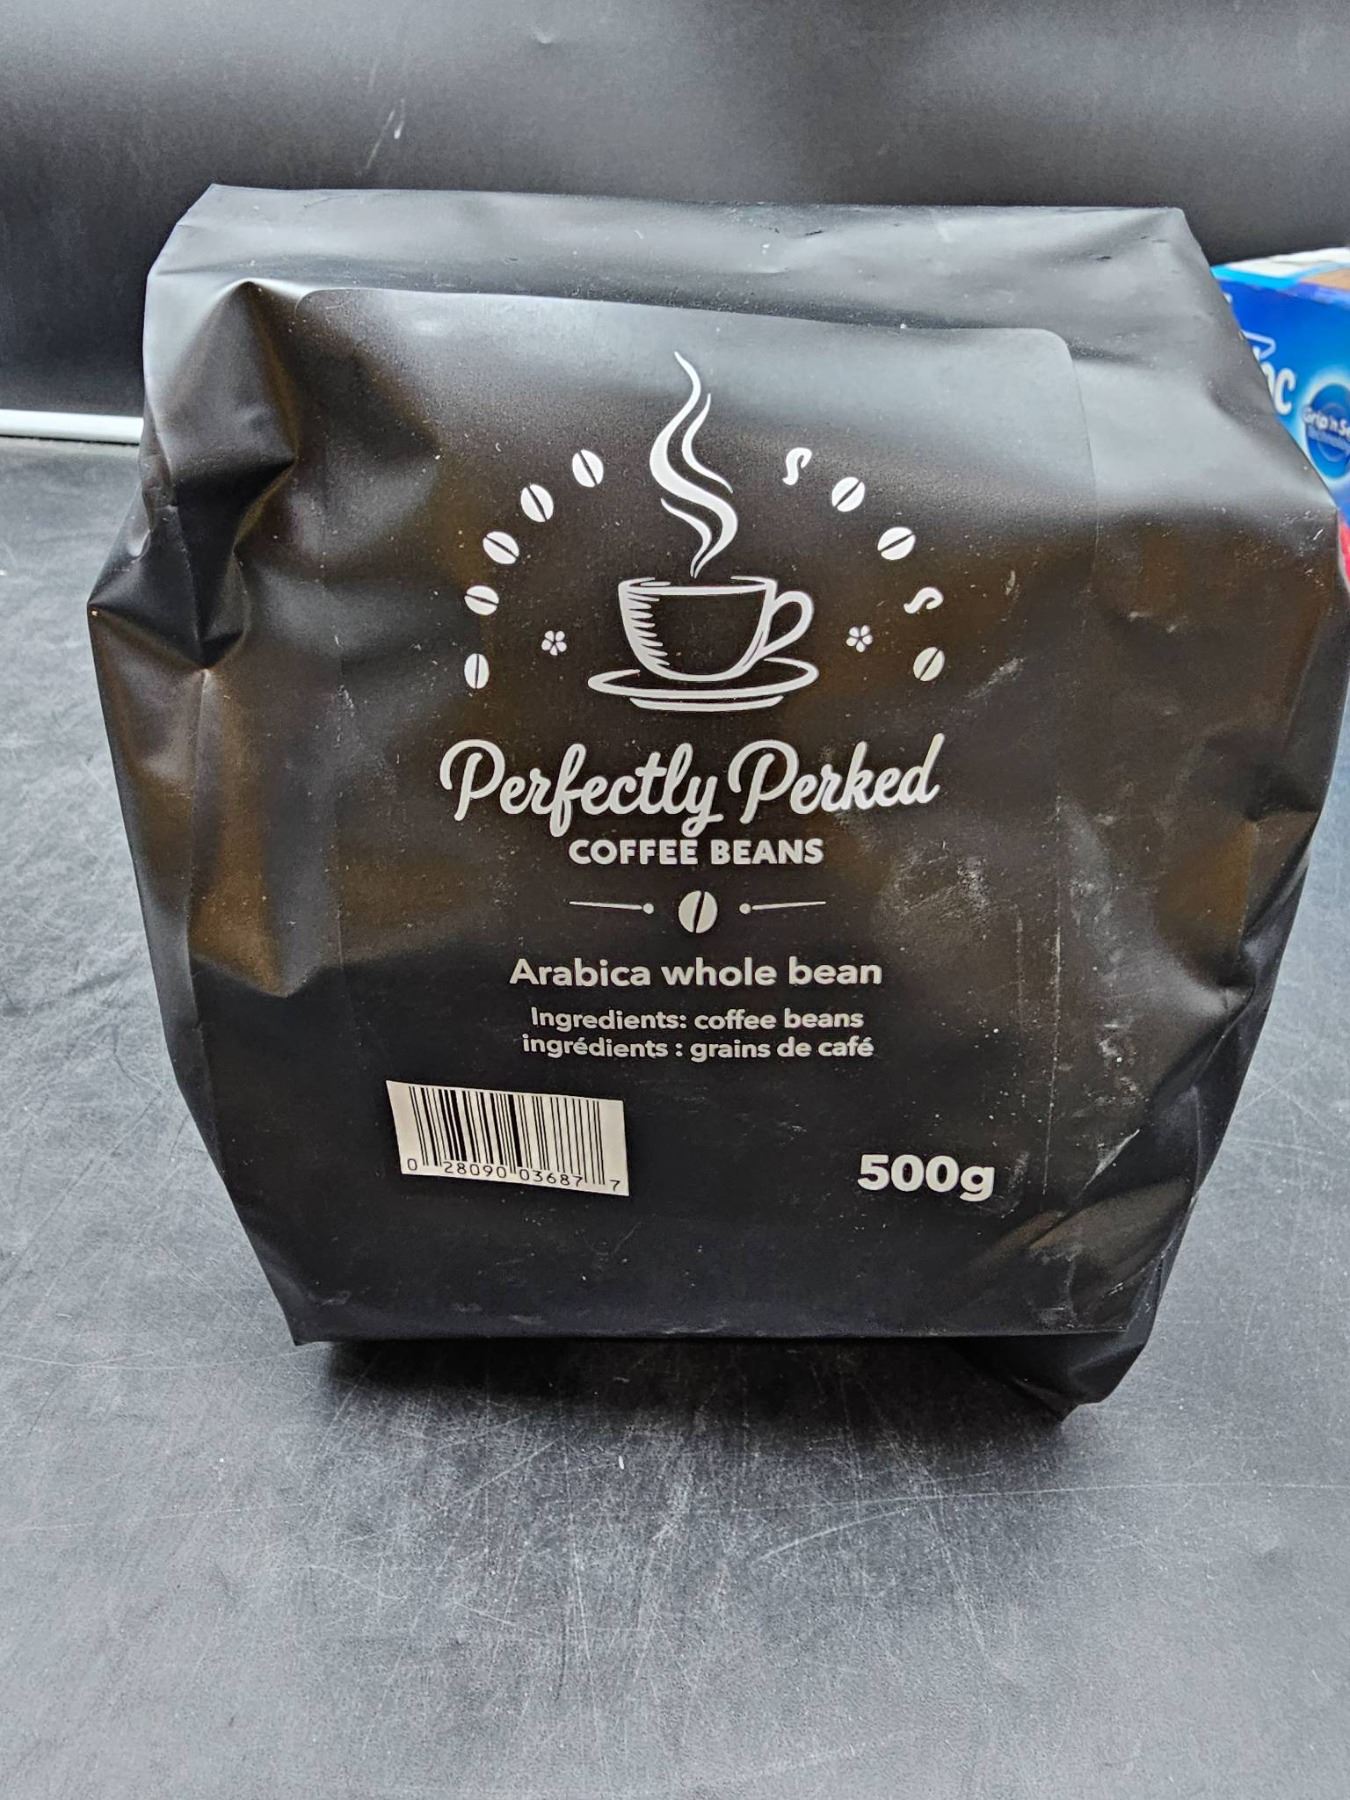 Perfectly Perked
COFFEE BEANS
Arabica whole bean
Ingredients: coffee beans
ingrédients : grains de café
0 28090 03687 7
500g